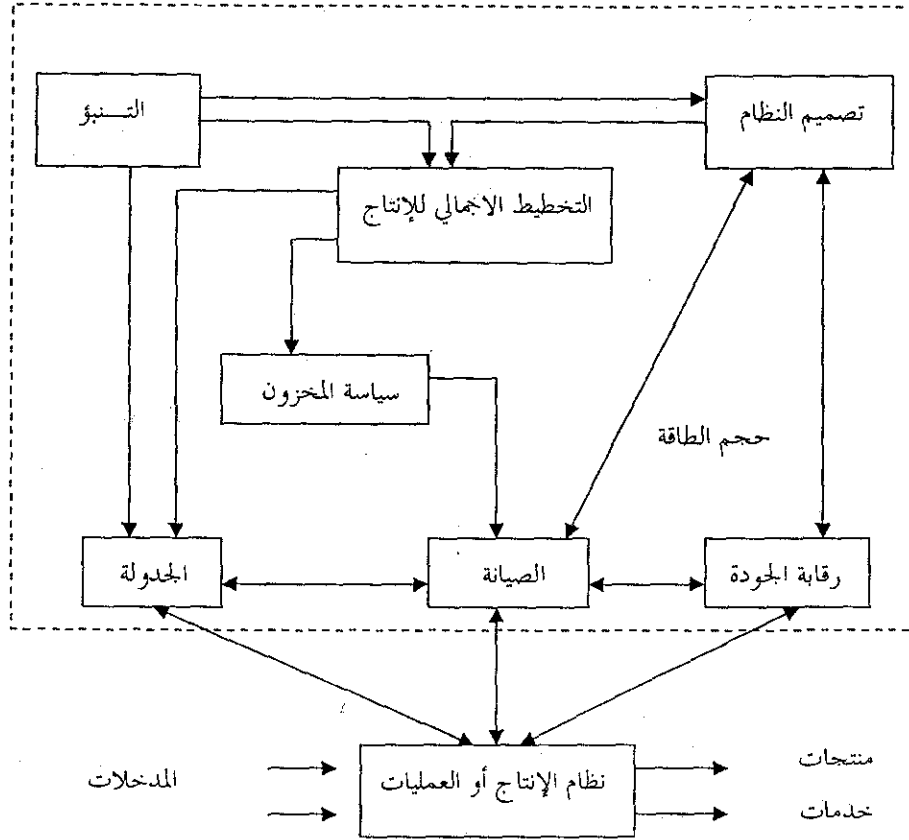 تصميم النظام
التنبؤ
التخطيط الاجمالي للإنتاج
سياسة المخزون
حجم الطاقة
رقابة الجودة
الصيانة
الجدولة
نظام الإنتاج أو العمليات
المدخلات
منتجات
خدمات